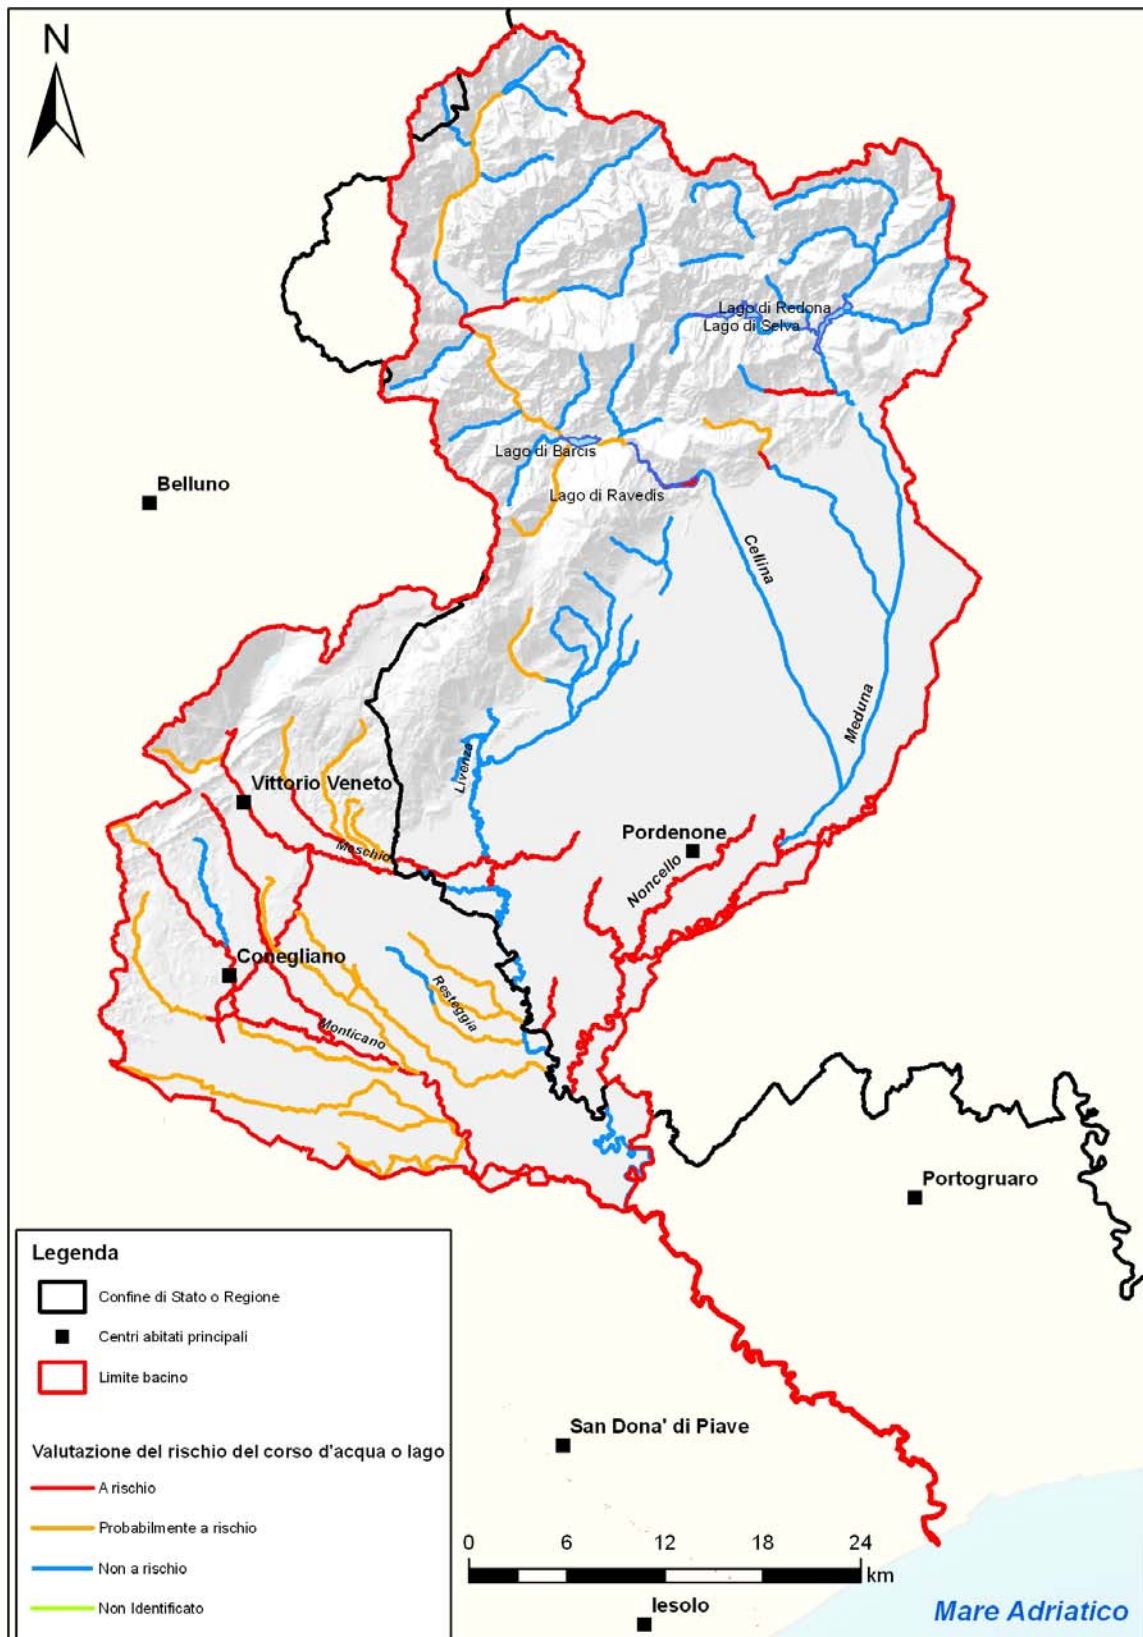 N
Lago di Redona
Lago di Selva
Lago di Barcis
Lago di Ravedis
Belluno
Cellina
Meduna
Livenza
Vittorio Veneto
Meschio
Pordenone
Noncello
Conegliano
Resteggia
Monticano
Portogruaro
Legenda
Confine di Stato o Regione
Centri abitati principali
Limite bacino
Valutazione del rischio del corso d'acqua o lago
A rischio
Probabilmente a rischio
Non a rischio
Non Identificato
San Dona' di Piave
0 6 12 18 24
km
Iesolo
Mare Adriatico